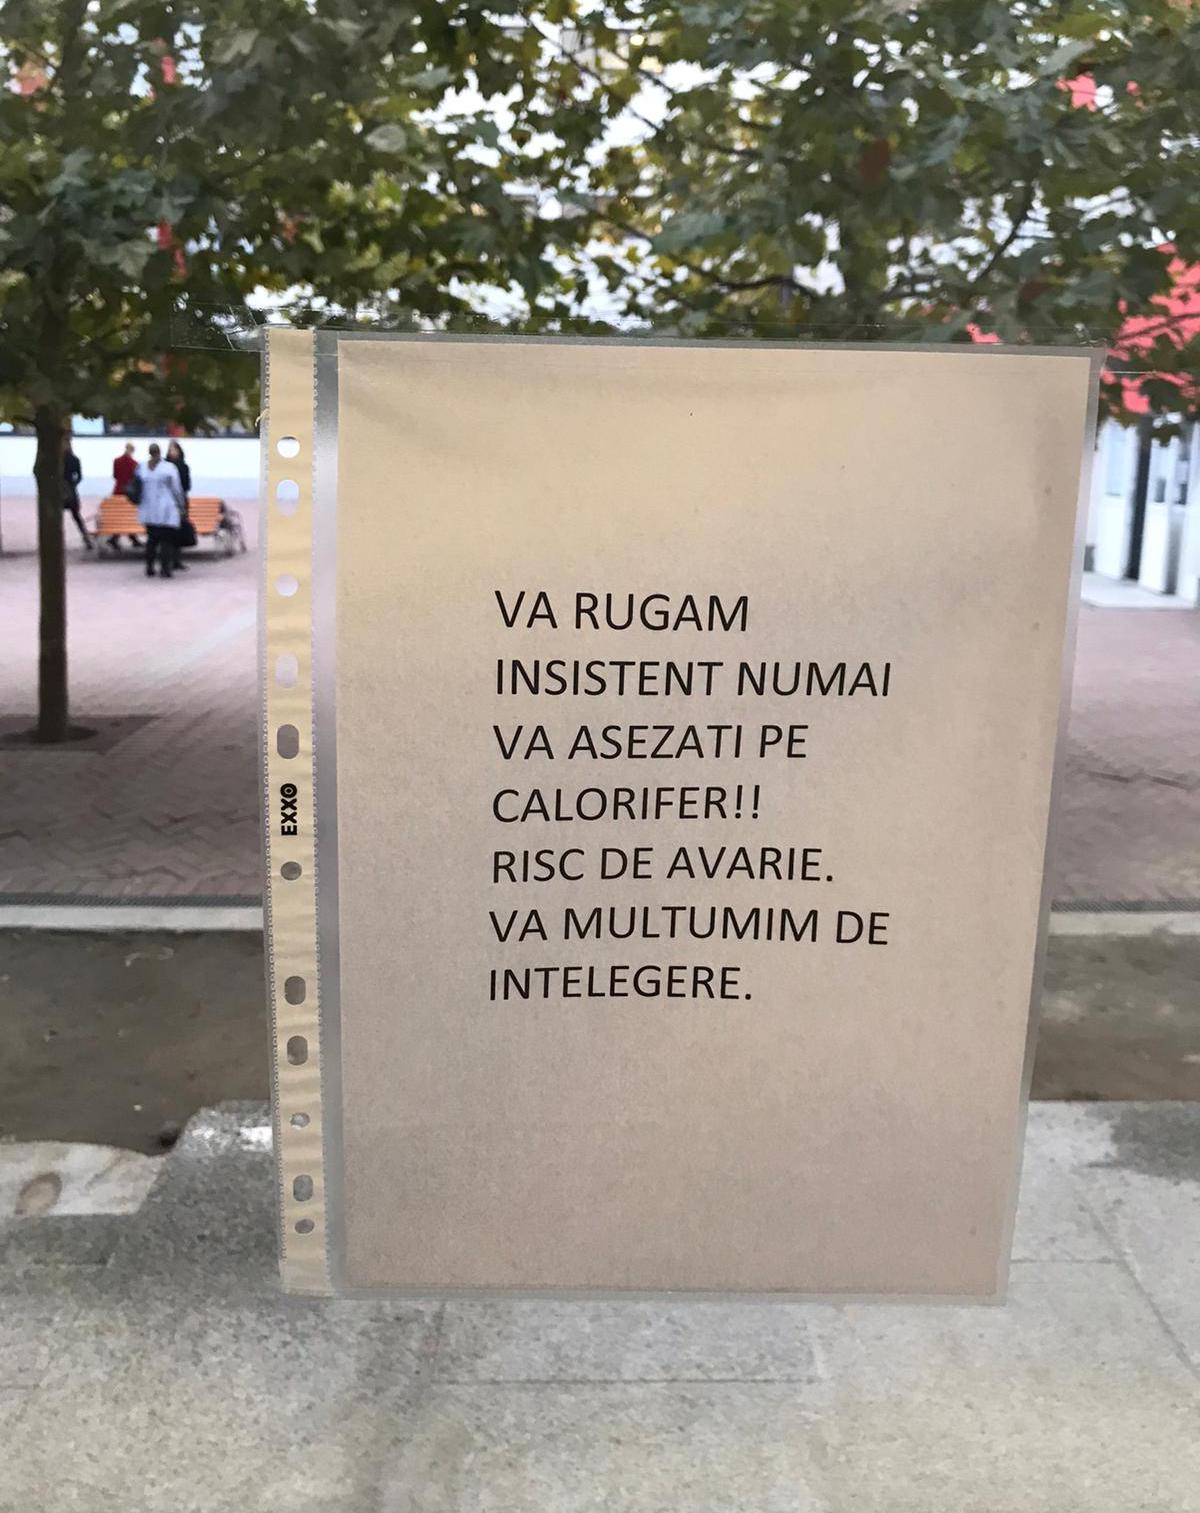 VA RUGAM
INSISTENT NUMAI
VA ASEZATI PE
CALORIFER!!
RISC DE AVARIE.
VA MULTUMIM DE
INTELEGERE.
EXXO